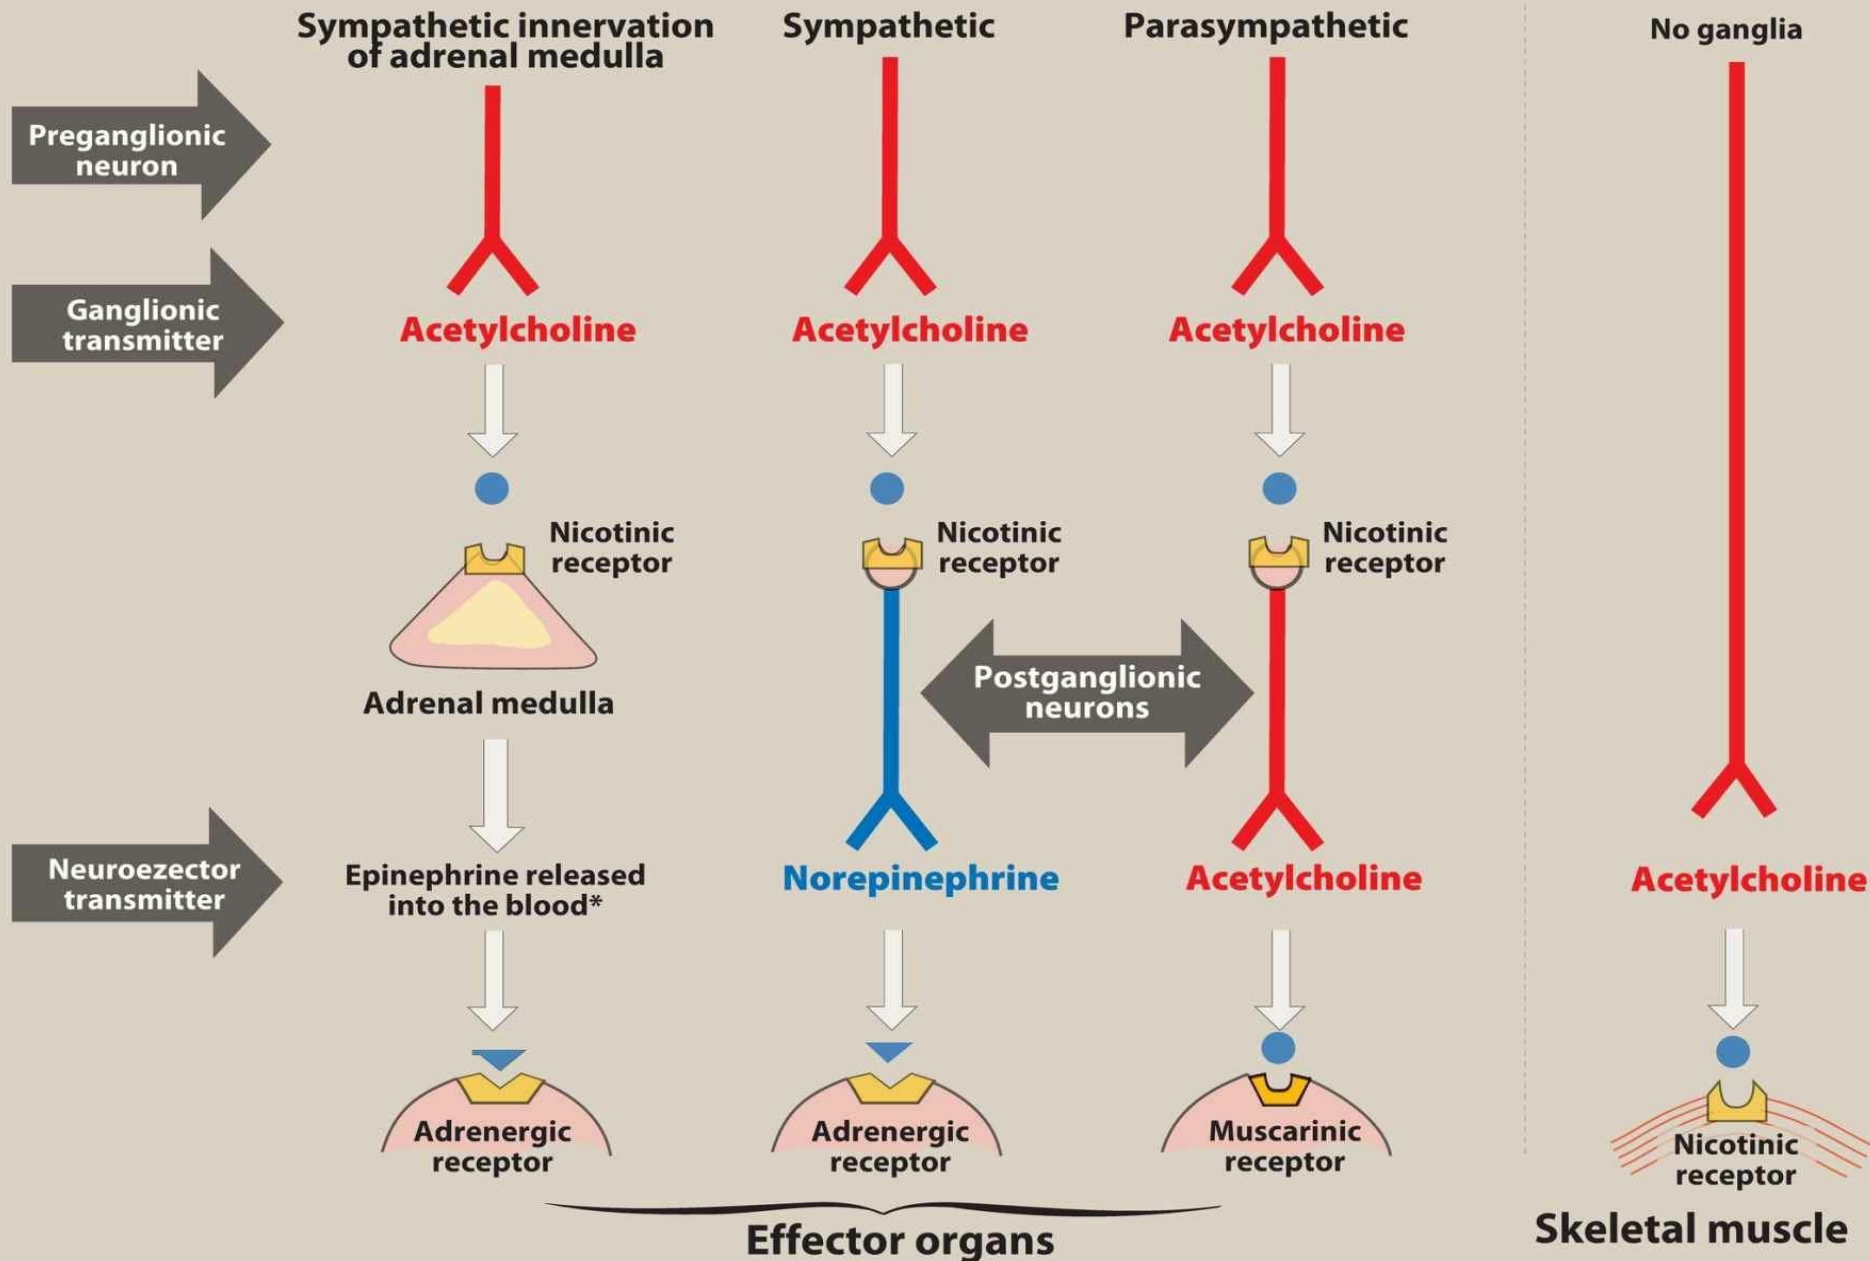 Sympathetic innervation
of adrenal medulla
Sympathetic
Parasympathetic
No ganglia
Preganglionic
neuron
Ganglionic
transmitter
Acetylcholine
Acetylcholine
Acetylcholine
Nicotinic
receptor
Nicotinic
receptor
Nicotinic
receptor
Adrenal medulla
Postganglionic
neurons
Neuroezector
transmitter
Epinephrine released
into the blood*
Norepinephrine
Acetylcholine
Acetylcholine
Adrenergic
receptor
Adrenergic
receptor
Muscarinic
receptor
Nicotinic
receptor
Effector organs
Skeletal muscle